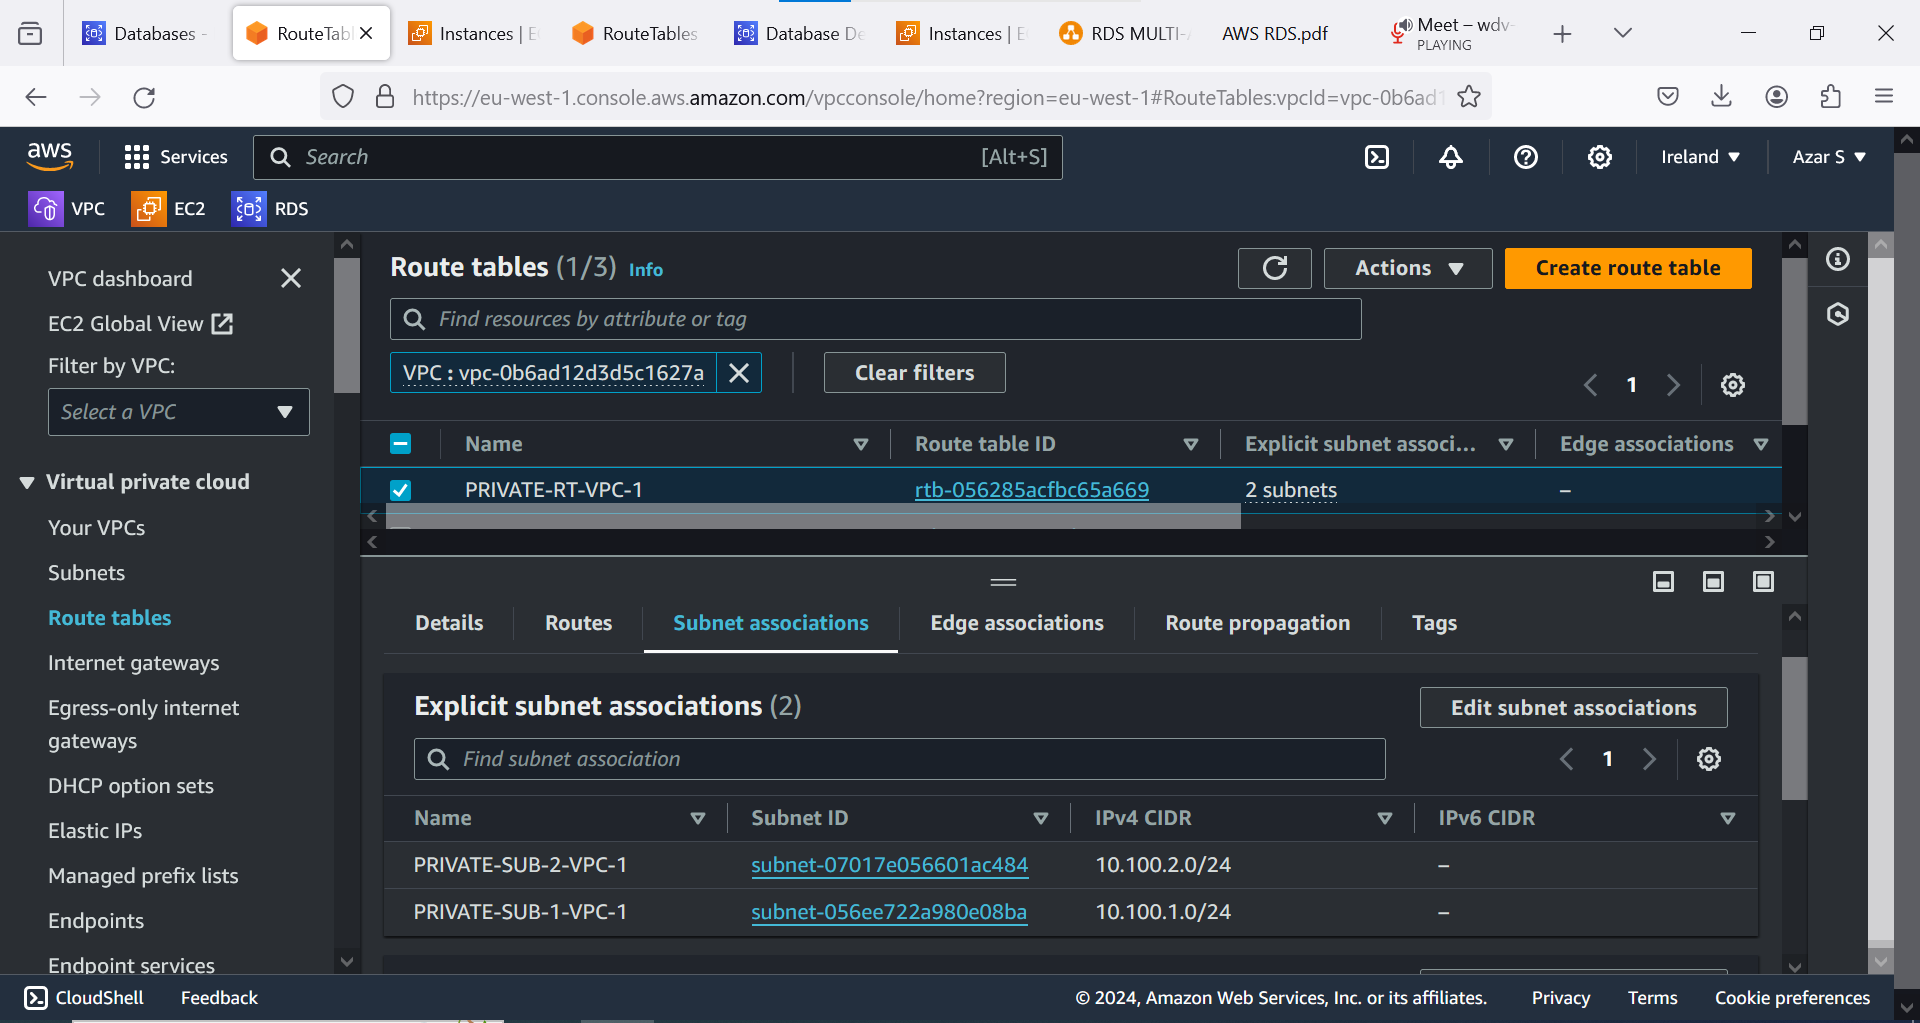 Databases -
RouteTabl
Instances | E
RouteTables
Database De
Instances | E
RDS MULTI-A
AWS RDS.pdf
Meet – wdv-
PLAYING
https://eu-west-1.console.aws.amazon.com/vpcconsole/home?region=eu-west-1#RouteTables:vpcId=vpc-0b6ad1
aws
Services
Search
[Alt+S]
Ireland
Azar S
VPC
EC2
RDS
VPC dashboard
EC2 Global View
Filter by VPC:
Select a VPC
Virtual private cloud
Your VPCs
Subnets
Route tables
Internet gateways
Egress-only internet
gateways
DHCP option sets
Elastic IPs
Managed prefix lists
Endpoints
Endpoint services
Route tables (1/3) Info
Actions
Create route table
Find resources by attribute or tag
VPC : vpc-0b6ad12d3d5c1627a
Clear filters
1
Name
Route table ID
Explicit subnet associ...
Edge associations
PRIVATE-RT-VPC-1
rtb-056285acfbc65a669
2 subnets
–
Details
Routes
Subnet associations
Edge associations
Route propagation
Tags
Explicit subnet associations (2)
Edit subnet associations
Find subnet association
1
Name
Subnet ID
IPv4 CIDR
IPv6 CIDR
PRIVATE-SUB-2-VPC-1
subnet-07017e056601ac484
10.100.2.0/24
–
PRIVATE-SUB-1-VPC-1
subnet-056ee722a980e08ba
10.100.1.0/24
–
CloudShell
Feedback
© 2024, Amazon Web Services, Inc. or its affiliates.
Privacy
Terms
Cookie preferences